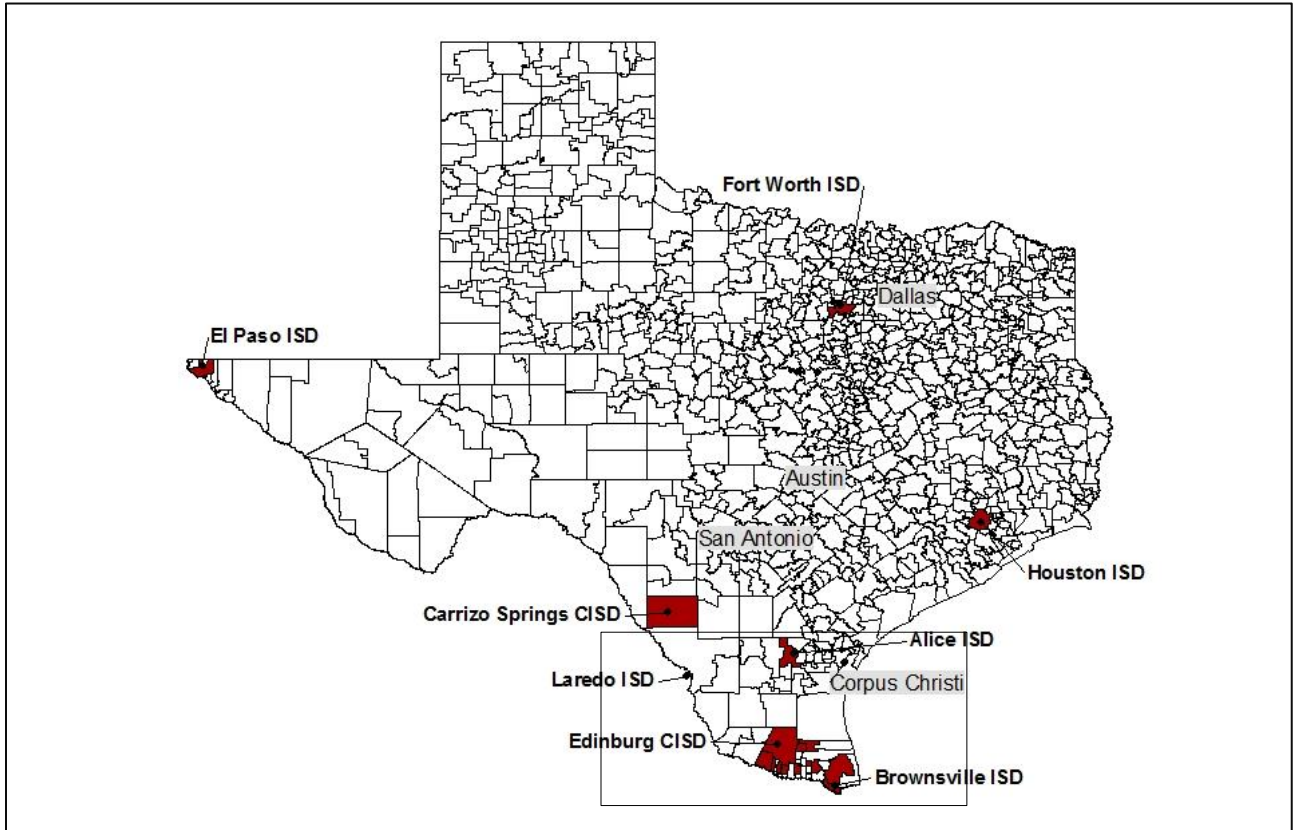 Fort Worth ISD
Dallas
El Paso ISD
Austin
San Antonio
Houston ISD
Carrizo Springs CISD
Alice ISD
Laredo ISD
Corpus Christi
Edinburg CISD
Brownsville ISD